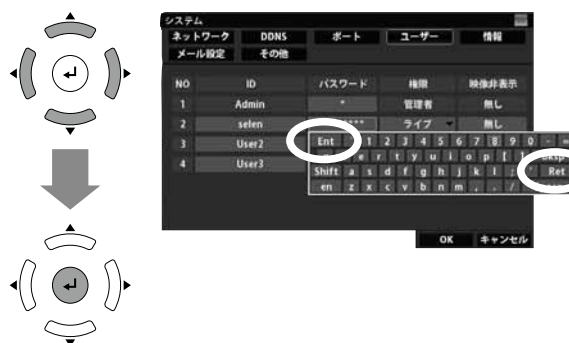 システム
ネットワーク DDNS ポート ユーザー 情報
メール設定 その他
NO ID パスワード 権限 映像非表示
1 Admin * 管理者 無し
2 selen **** ライブ 無し
3 User2
4 User3
Ent 1 2 3 4 5 6 7 8 9 0 - =
e r t y u i o p [ ]
Shift a s d f g h j k l ; Ret
en z x c v b n m , . /
OK キャンセル